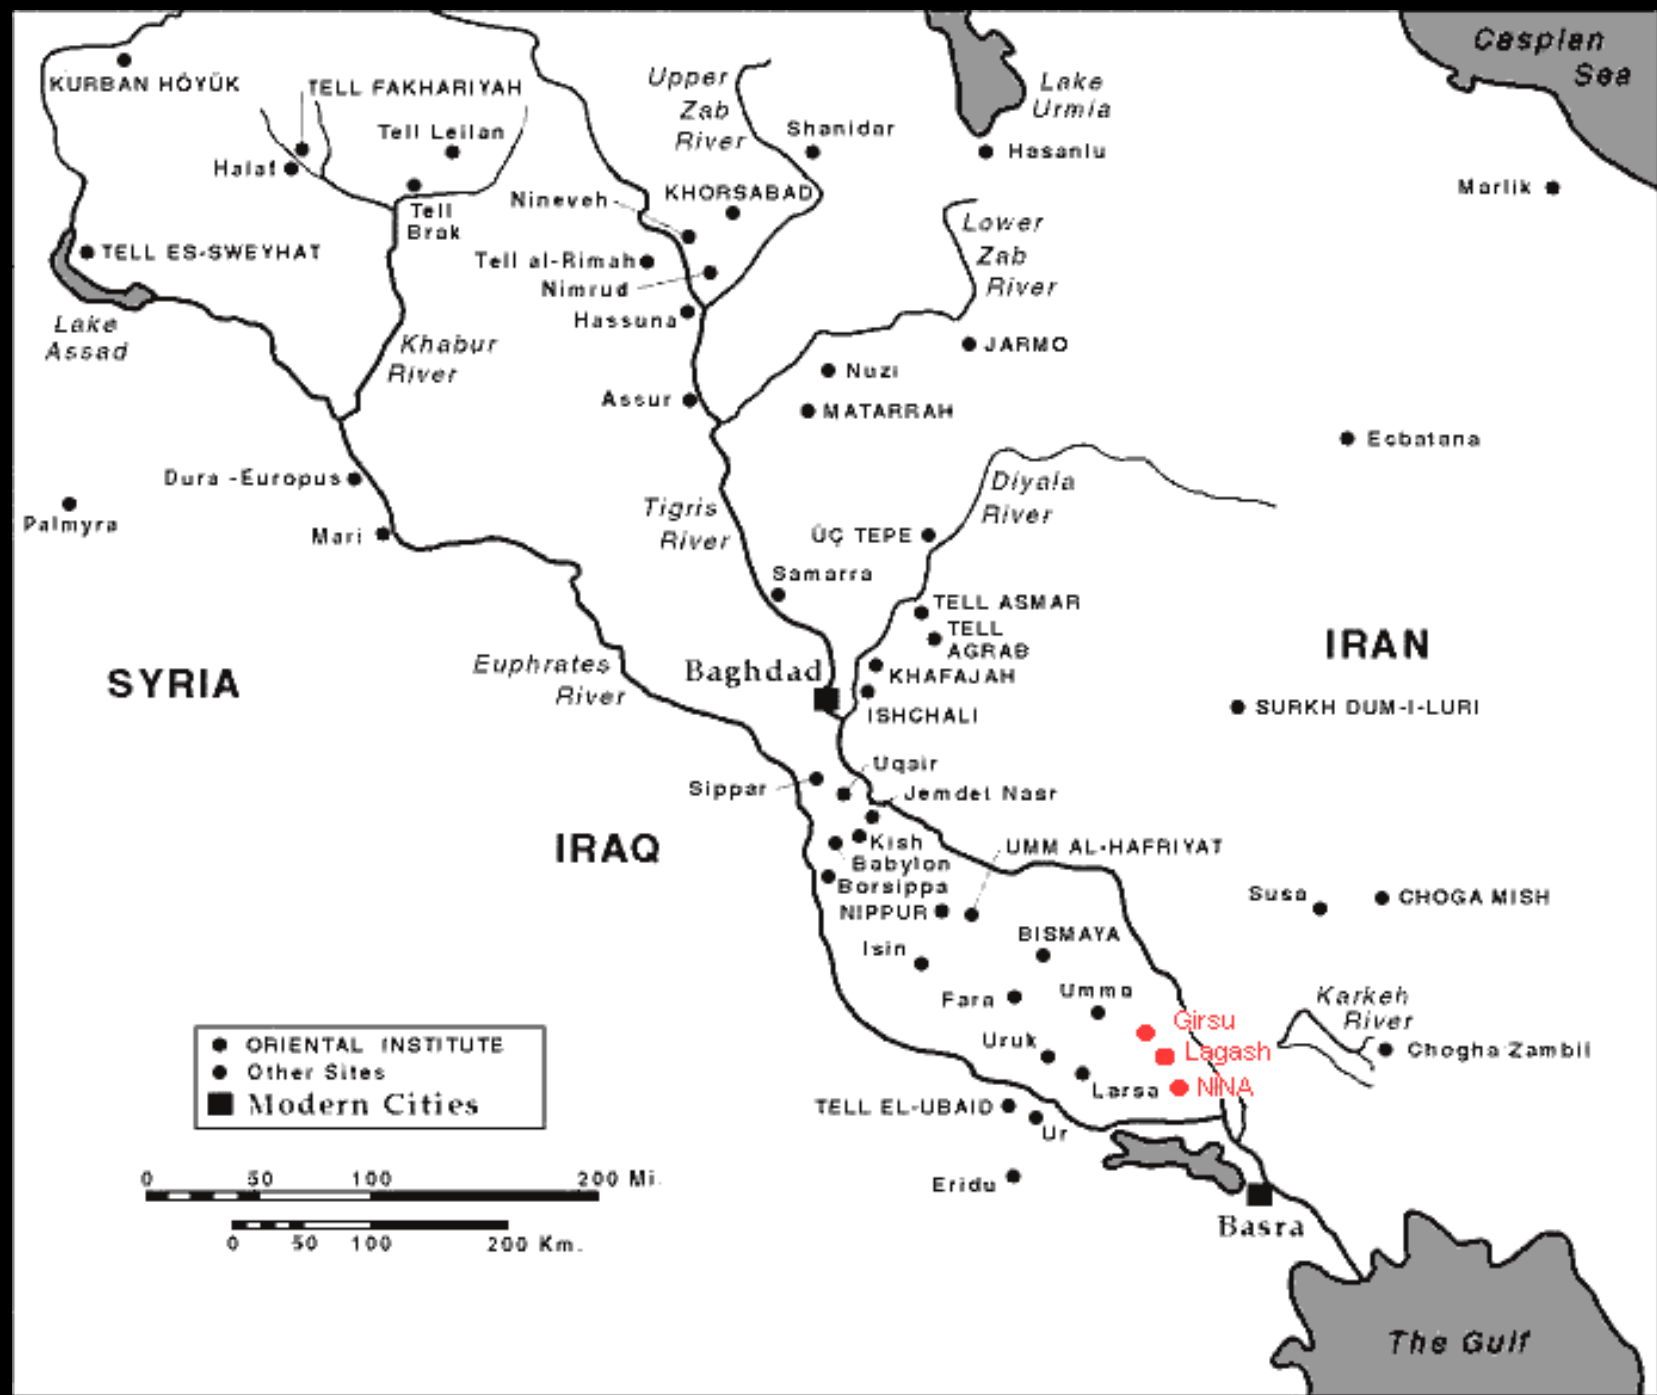 Caspian
Sea
KURBAN HÖYÜK
TELL FAKHARIYAH
Upper
Zab
River
Lake
Urmia
Tell Leilan
Shanidar
Halaf
Hasanlu
Marlik
Nineveh
KHORSABAD
Tell
Brak
Lower
Zab
River
TELL ES-SWEYHAT
Tell al-Rimah
Nimrud
Hassuna
Lake
Assad
Khabur
River
JARMO
Nuzi
Assur
MATARRAH
Ecbatana
Dura -Europus
Diyala
River
Palmyra
Mari
Tigris
River
ÜÇ TEPE
Samarra
TELL ASMAR
TELL
AGRAB
IRAN
SYRIA
Euphrates
River
Baghdad
KHAFAJAH
ISHCHALI
SURKH DUM-I-LURI
Uqair
Sippar
Jemdet Nasr
IRAQ
Kish
UMM AL-HAFRIYAT
Babylon
Borsippa
NIPPUR
Susa
CHOGA MISH
BISMAYA
Isin
Fara
Umma
Karkeh
River
Girsu
Uruk
Lagash
Chogha Zambil
Larsa
NINA
TELL EL-UBAID
Ur
Eridu
Basra
ORIENTAL INSTITUTE
Other Sites
Modern Cities
0 50 100 200 Mi.
0 50 100 200 Km.
The Gulf